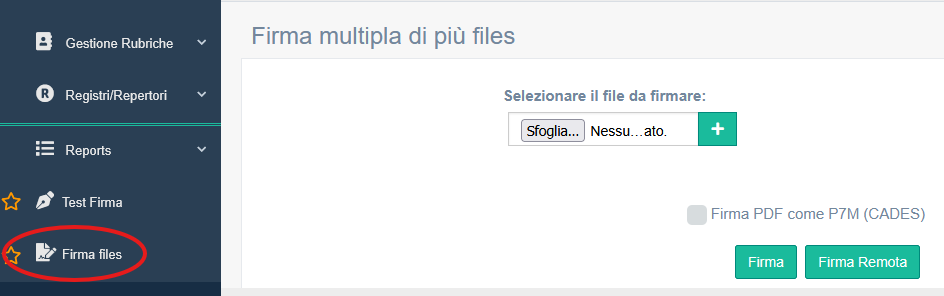 Gestione Rubriche
R Registri/Repertori
Reports
Test Firma
Firma files
Firma multipla di più files
Selezionare il file da firmare:
Sfoglia... Nessu…ato. +
Firma PDF come P7M (CADES)
Firma Firma Remota